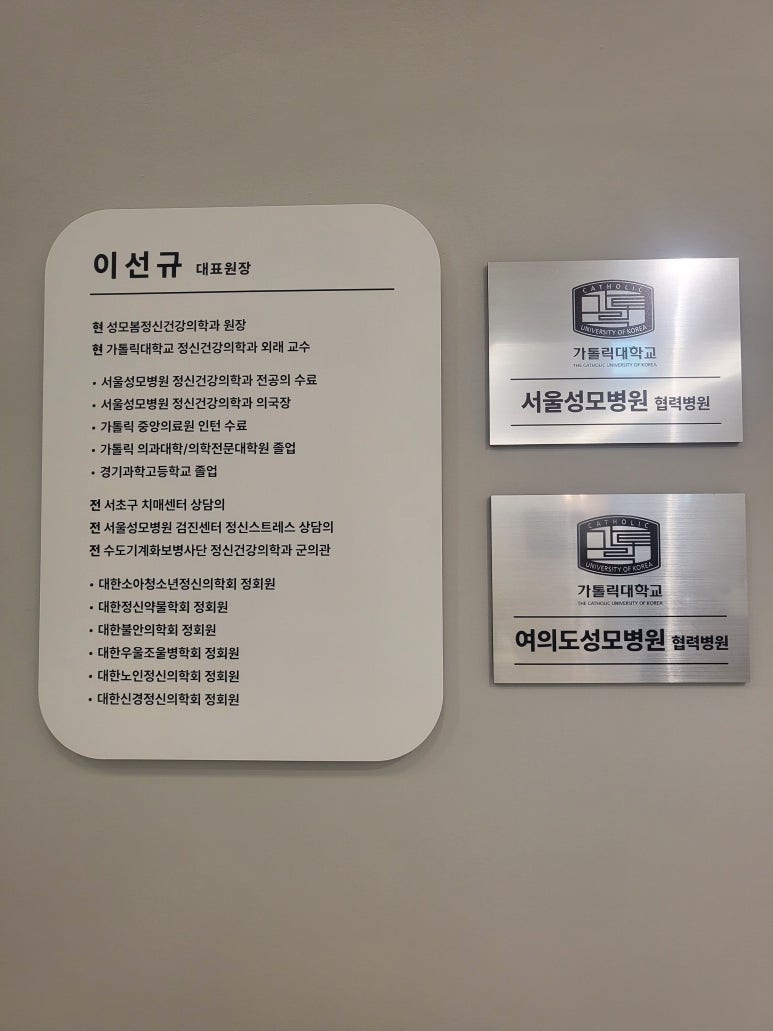 이선규 대표원장
현 성모봄정신건강의학과 원장
현 가톨릭대학교 정신건강의학과 외래 교수
• 서울성모병원 정신건강의학과 전공의 수료
• 서울성모병원 정신건강의학과 의국장
• 가톨릭 중앙의료원 인턴 수료
• 가톨릭 의과대학/의학전문대학원 졸업
• 경기과학고등학교 졸업
전 서초구 치매센터 상담의
전 서울성모병원 검진센터 정신스트레스 상담의
전 수도기계화보병사단 정신건강의학과 군의관
• 대한소아청소년정신의학회 정회원
• 대한정신약물학회 정회원
• 대한불안의학회 정회원
• 대한우울조울병학회 정회원
• 대한노인정신의학회 정회원
• 대한신경정신의학회 정회원
CATHOLIC
UNIVERSITY OF KOREA
가톨릭대학교
THE CATHOLIC UNIVERSITY OF KOREA
서울성모병원 협력병원
CATHOLIC
UNIVERSITY OF KOREA
가톨릭대학교
THE CATHOLIC UNIVERSITY OF KOREA
여의도성모병원 협력병원